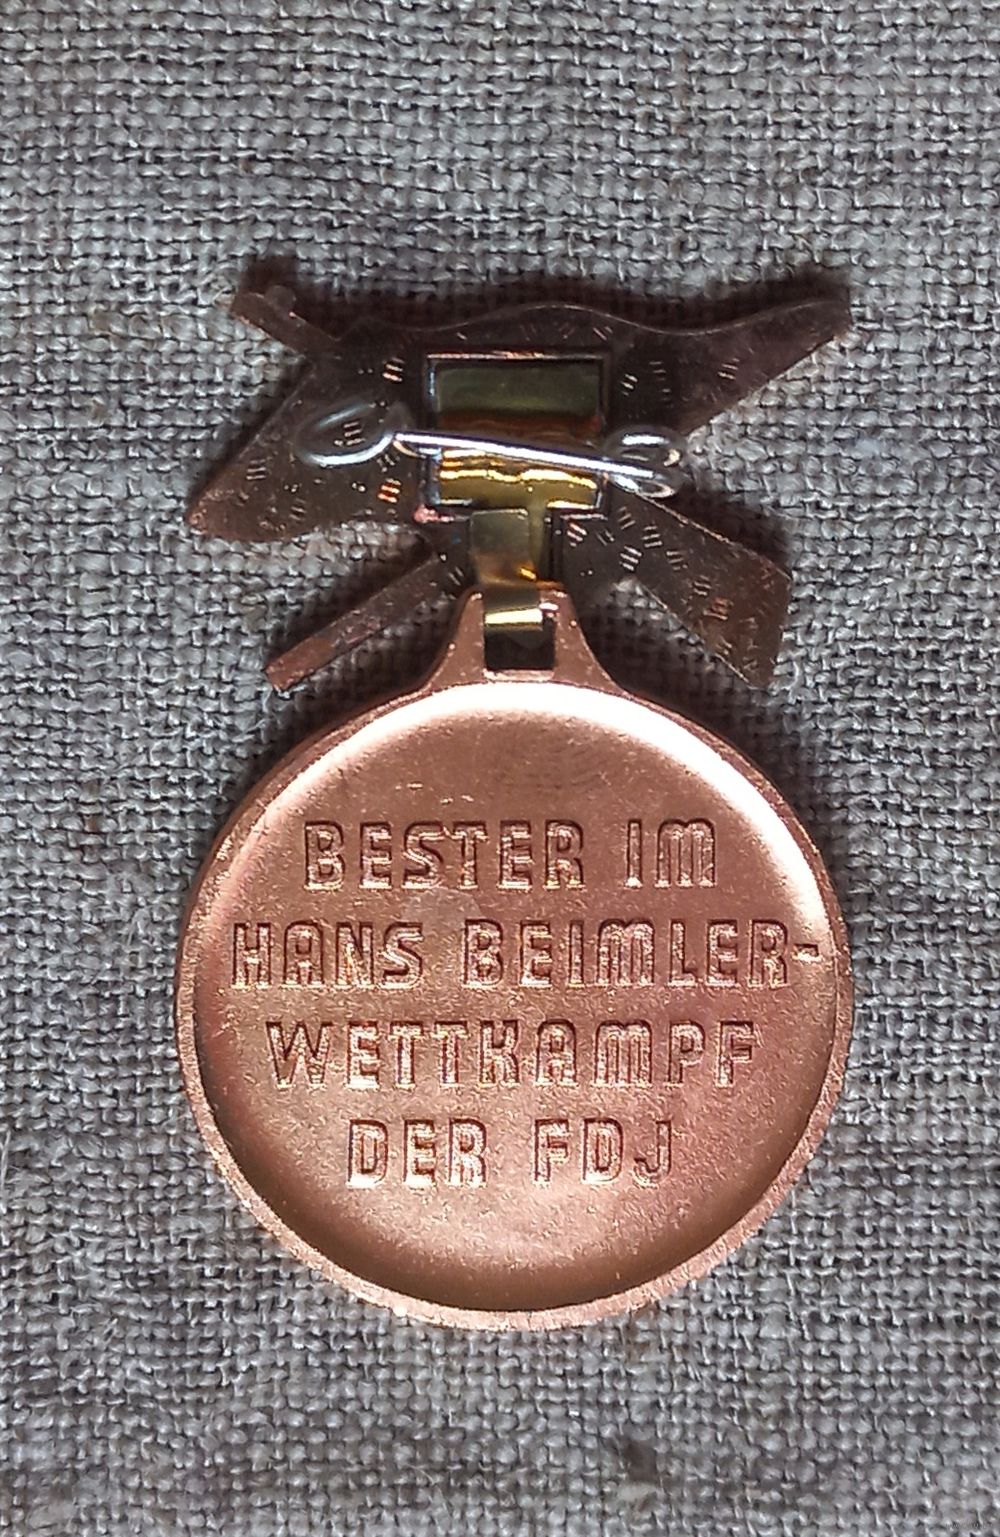 BESTER IM
HANS BEIMLER-
WETTKAMPF
DER FDJ